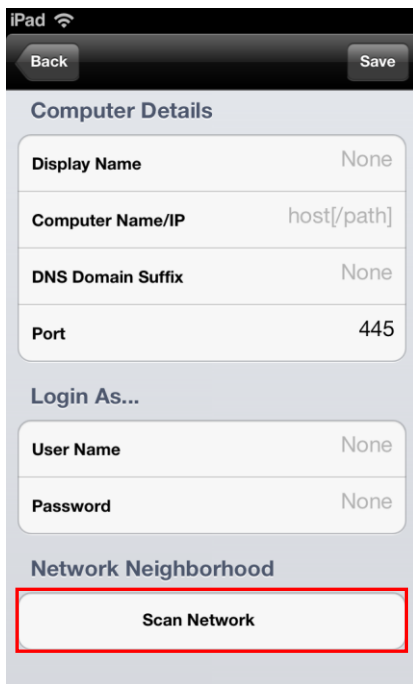 iPad
Back Save
Computer Details
Display Name None
Computer Name/IP host[/path]
DNS Domain Suffix None
Port 445
Login As...
User Name None
Password None
Network Neighborhood
Scan Network